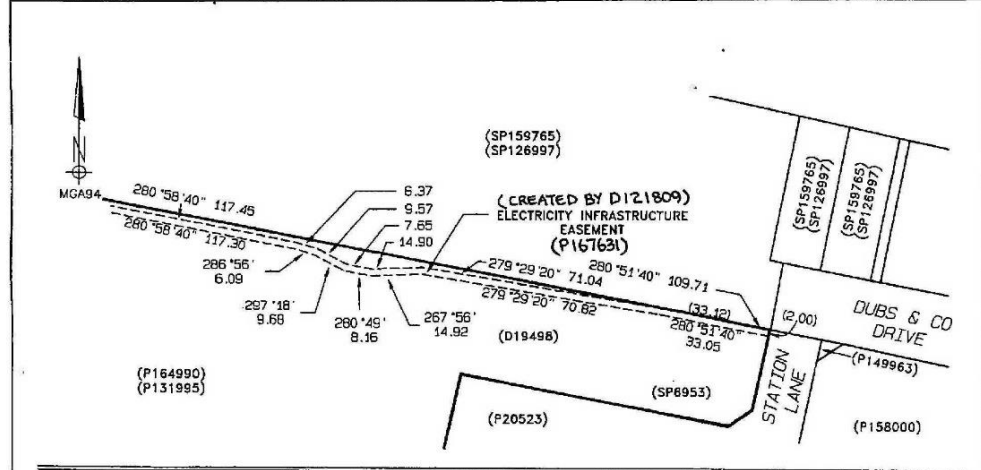 (SP159765)
(SP126997)
N
MGA94
280 °58 '40" 117.45
280 °58 '40" 117.30
6.37
9.57
7.65
14.90
(CREATED BY D121809)
ELECTRICITY INFRASTRUCTURE
EASEMENT
(P167631)
(SP159765)
(SP126997)
(SP159765)
(SP126997)
286 °56'
6.09
297 °18'
9.68
280 °49'
8.16
267 °56'
14.92
279 °29'20" 71.04
279 °29'20" 70.62
280 °51'40" 109.71
(33.12)
(2.00)
280 °51'40"
33.05
DUBS & CO
DRIVE
(D19498)
(P149963)
STATION
LANE
(P164990)
(P131995)
(SP6953)
(P20523)
(P158000)